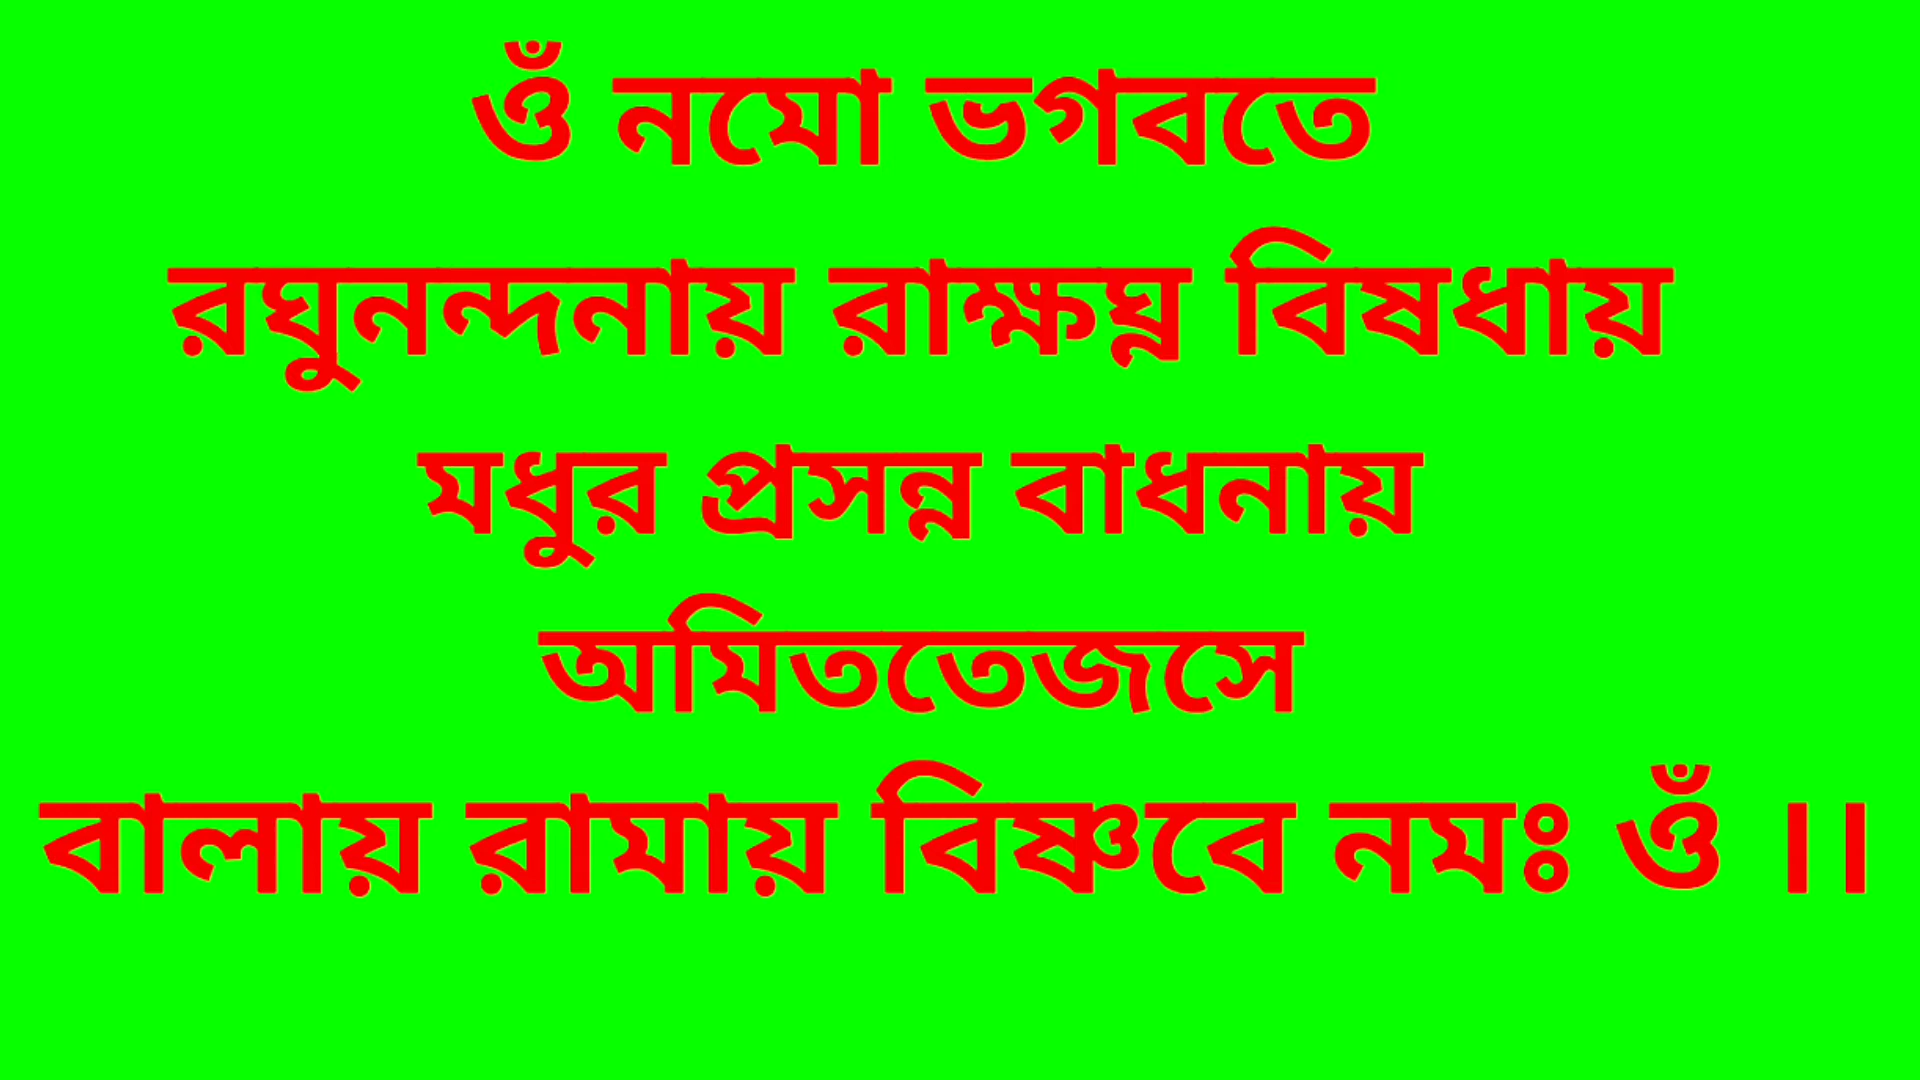 ওঁ নমো ভগবতে
রঘুনন্দনায় রাক্ষঘ্ন বিষধায়
মধুর প্রসন্ন বাধনায়
অমিততেজসে
বালায় রামায় বিষ্ণবে নমঃ ওঁ ।।